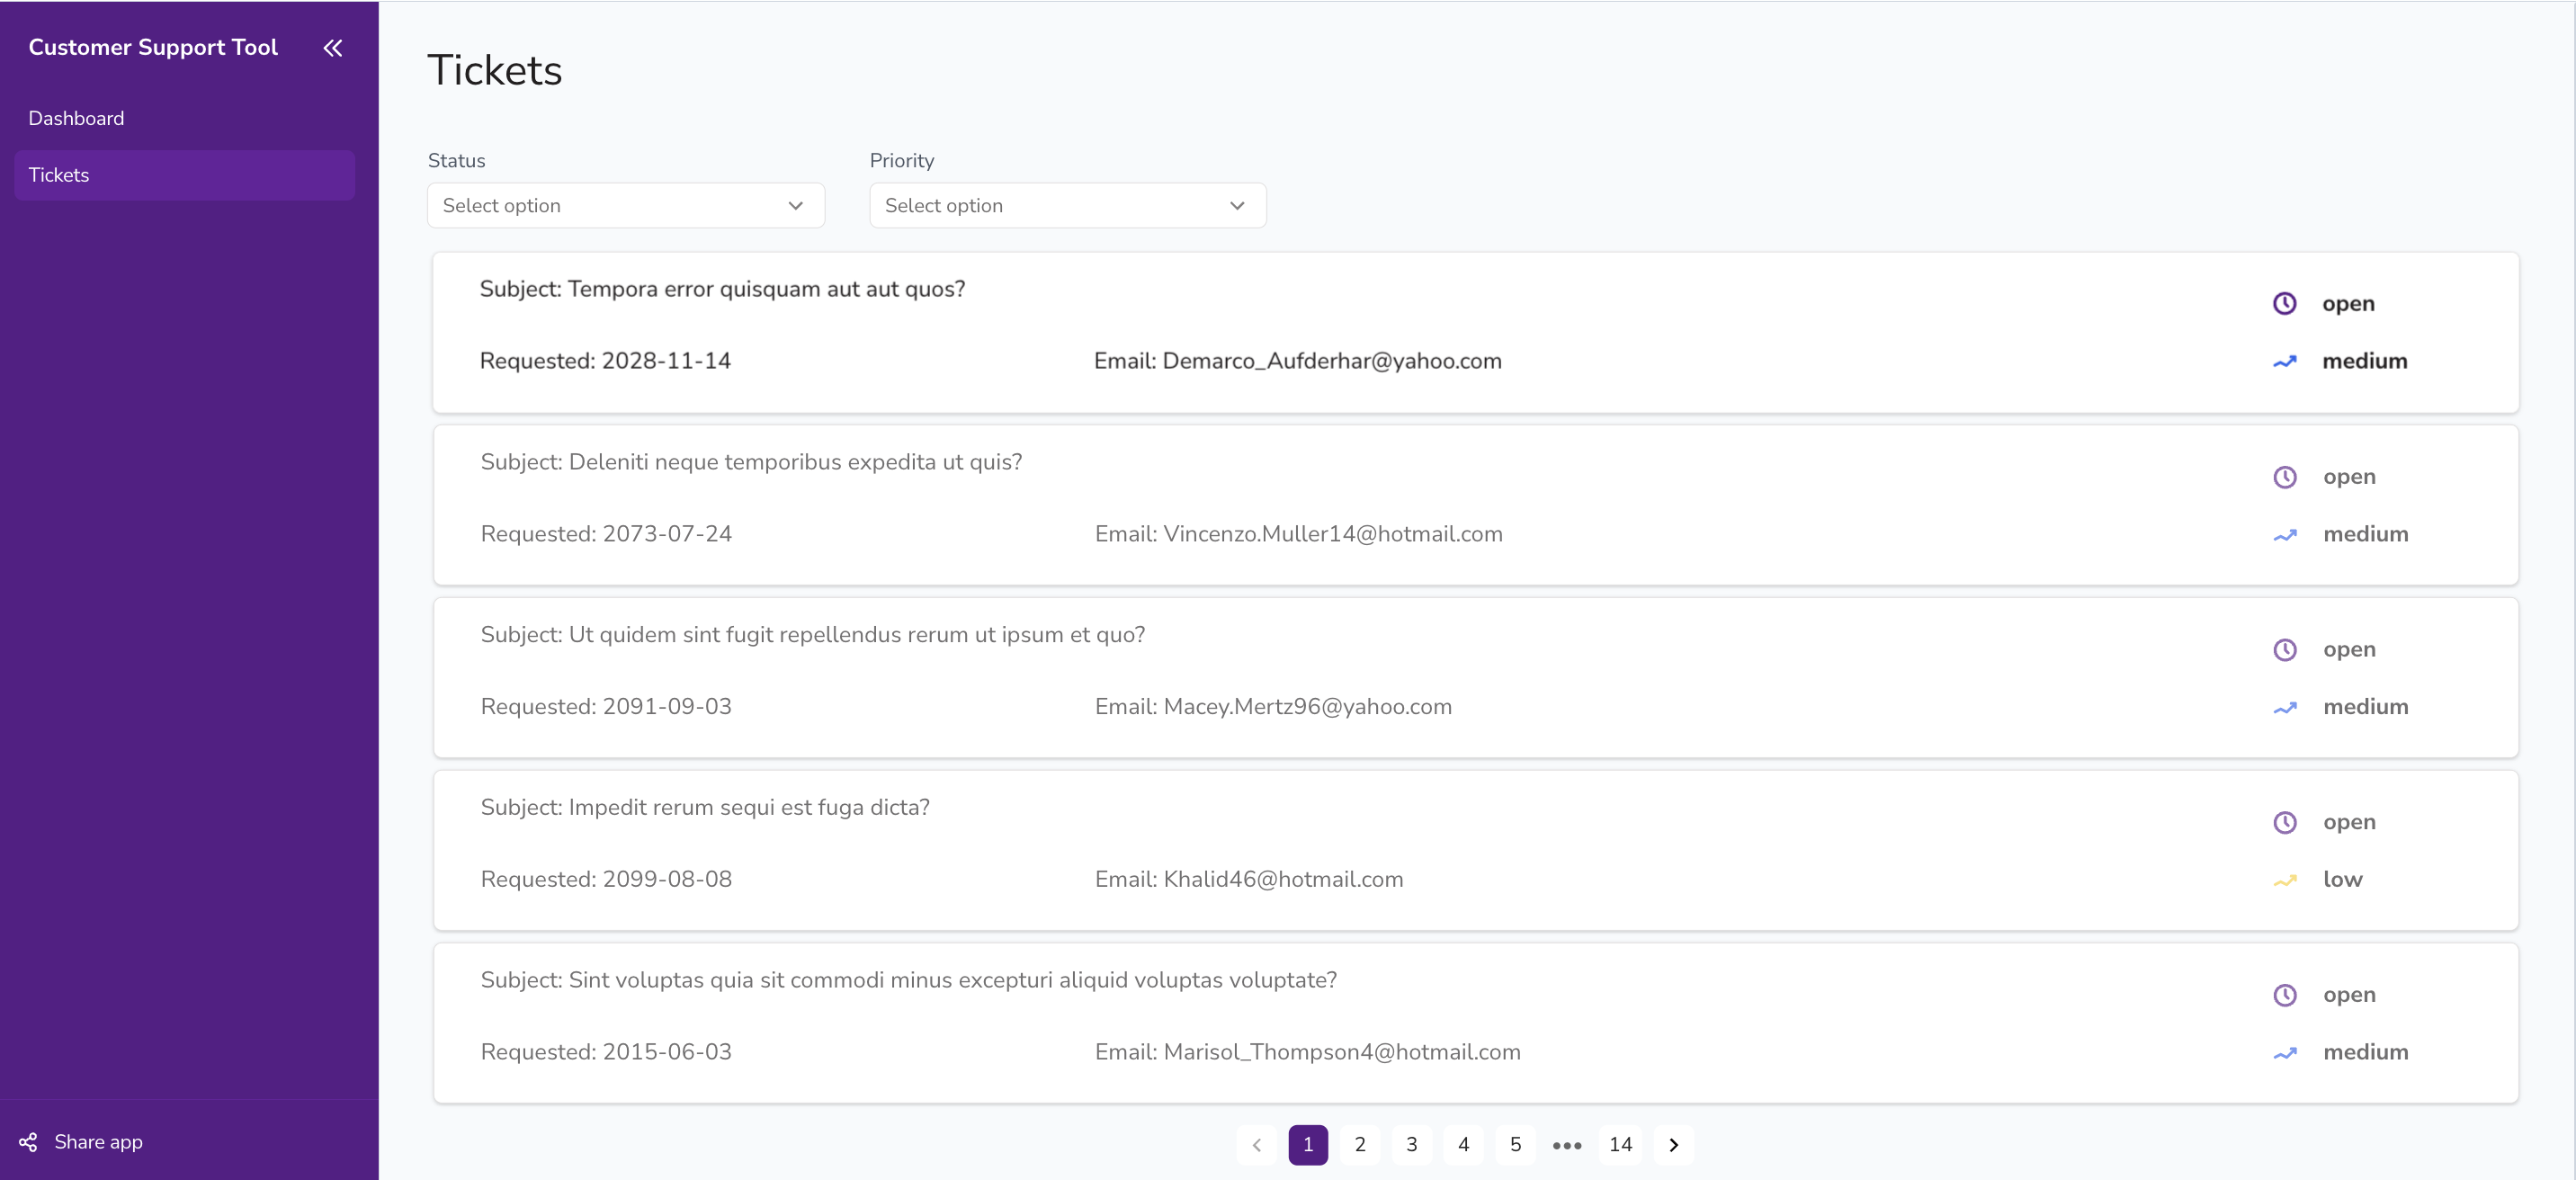 Customer Support Tool
Dashboard
Tickets
Share app
Tickets
Status
Select option
Priority
Select option
Subject: Tempora error quisquam aut aut quos?
open
Requested: 2028-11-14
Email: Demarco_Aufderhar@yahoo.com
medium
Subject: Deleniti neque temporibus expedita ut quis?
open
Requested: 2073-07-24
Email: Vincenzo.Muller14@hotmail.com
medium
Subject: Ut quidem sint fugit repellendus rerum ut ipsum et quo?
open
Requested: 2091-09-03
Email: Macey.Mertz96@yahoo.com
medium
Subject: Impedit rerum sequi est fuga dicta?
open
Requested: 2099-08-08
Email: Khalid46@hotmail.com
low
Subject: Sint voluptas quia sit commodi minus excepturi aliquid voluptas voluptate?
open
Requested: 2015-06-03
Email: Marisol_Thompson4@hotmail.com
medium
1 2 3 4 5 ••• 14